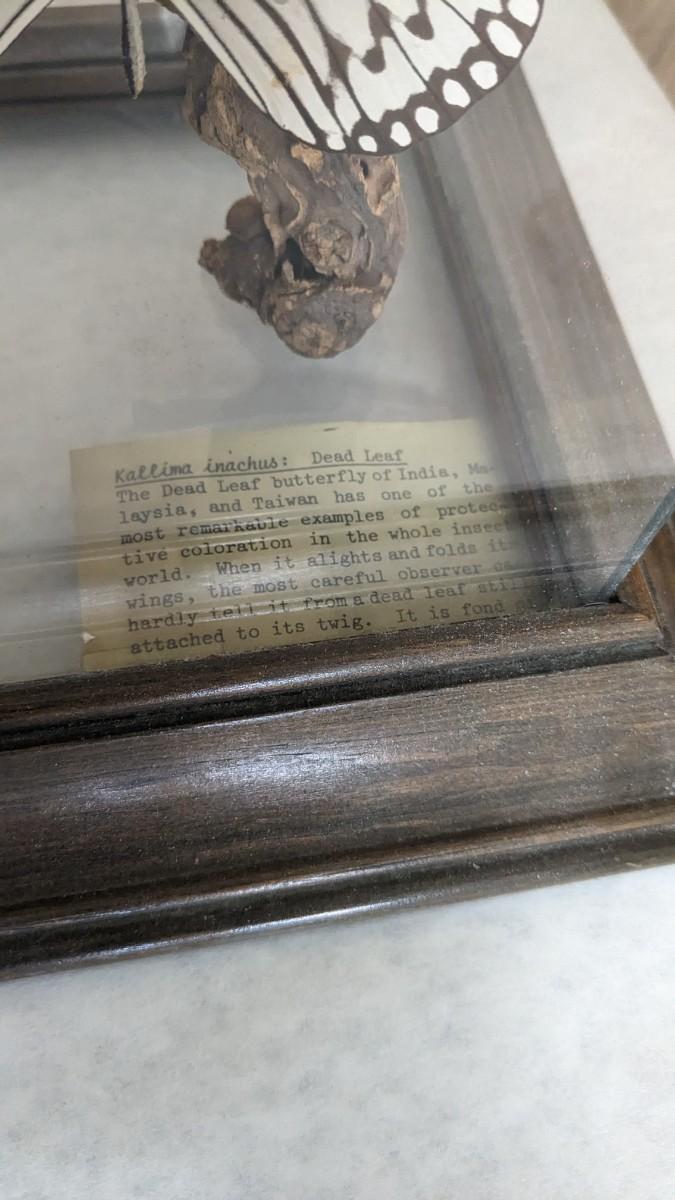 Kallima inachus: Dead Leaf
The Dead Leaf butterfly of India, Ma-
laysia, and Taiwan has one of the
most remarkable examples of protec-
tive coloration in the whole insect
world. When it alights and folds its
wings, the most careful observer
hardly tell it from a dead leaf still
attached to its twig. It is fond